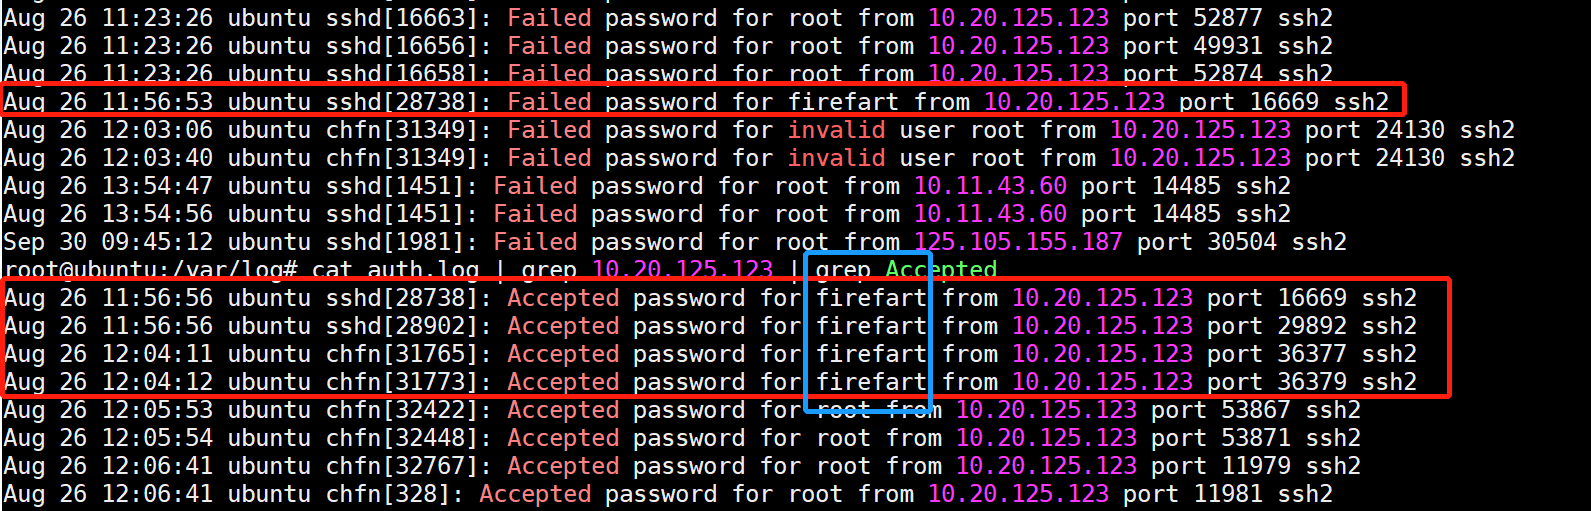 Aug 26 11:23:26 ubuntu sshd[16663]: Failed password for root from 10.20.125.123 port 52877 ssh2
Aug 26 11:23:26 ubuntu sshd[16656]: Failed password for root from 10.20.125.123 port 49931 ssh2
Aug 26 11:23:26 ubuntu sshd[16658]: Failed password for root from 10.20.125.123 port 52874 ssh2
Aug 26 11:56:53 ubuntu sshd[28738]: Failed password for firefart from 10.20.125.123 port 16669 ssh2
Aug 26 12:03:06 ubuntu chfn[31349]: Failed password for invalid user root from 10.20.125.123 port 24130 ssh2
Aug 26 12:03:40 ubuntu chfn[31349]: Failed password for invalid user root from 10.20.125.123 port 24130 ssh2
Aug 26 13:54:47 ubuntu sshd[1451]: Failed password for root from 10.11.43.60 port 14485 ssh2
Aug 26 13:54:56 ubuntu sshd[1451]: Failed password for root from 10.11.43.60 port 14485 ssh2
Sep 30 09:45:12 ubuntu sshd[1981]: Failed password for root from 125.105.155.187 port 30504 ssh2
root@ubuntu:/var/log# cat auth.log | grep 10.20.125.123 | grep Accepted
Aug 26 11:56:56 ubuntu sshd[28738]: Accepted password for firefart from 10.20.125.123 port 16669 ssh2
Aug 26 11:56:56 ubuntu sshd[28902]: Accepted password for firefart from 10.20.125.123 port 29892 ssh2
Aug 26 12:04:11 ubuntu chfn[31765]: Accepted password for firefart from 10.20.125.123 port 36377 ssh2
Aug 26 12:04:12 ubuntu chfn[31773]: Accepted password for firefart from 10.20.125.123 port 36379 ssh2
Aug 26 12:05:53 ubuntu chfn[32422]: Accepted password for root from 10.20.125.123 port 53867 ssh2
Aug 26 12:05:54 ubuntu chfn[32448]: Accepted password for root from 10.20.125.123 port 53871 ssh2
Aug 26 12:06:41 ubuntu chfn[32767]: Accepted password for root from 10.20.125.123 port 11979 ssh2
Aug 26 12:06:41 ubuntu chfn[328]: Accepted password for root from 10.20.125.123 port 11981 ssh2